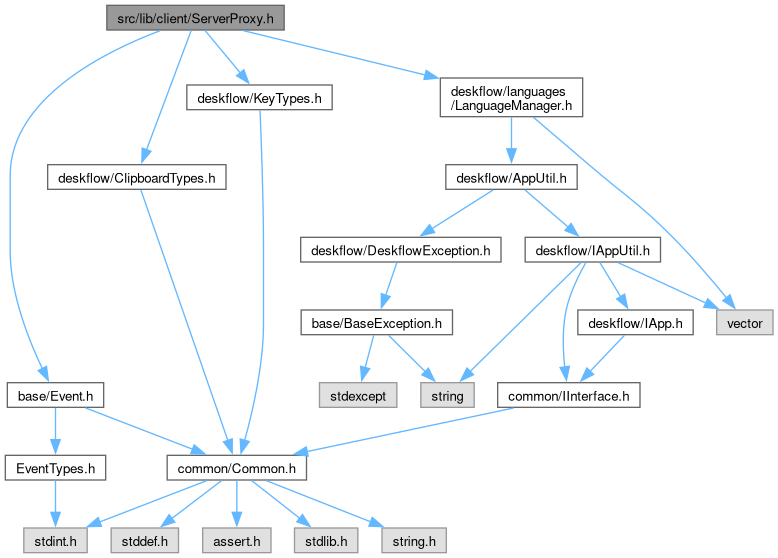 src/lib/client/ServerProxy.h
deskflow/KeyTypes.h
deskflow/languages
/LanguageManager.h
deskflow/ClipboardTypes.h
deskflow/AppUtil.h
deskflow/DeskflowException.h
deskflow/IAppUtil.h
base/BaseException.h
deskflow/IApp.h
vector
base/Event.h
stdexcept
string
common/IInterface.h
EventTypes.h
common/Common.h
stdint.h
stddef.h
assert.h
stdlib.h
string.h